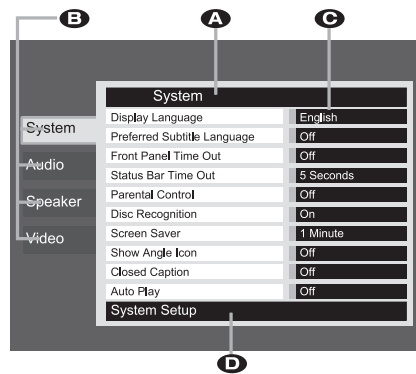 B A C
System
System
Audio
Speaker
Video
Display Language English
Preferred Subtitle Language Off
Front Panel Time Out Off
Status Bar Time Out 5 Seconds
Parental Control Off
Disc Recognition On
Screen Saver 1 Minute
Show Angle Icon Off
Closed Caption Off
Auto Play Off
System Setup
D